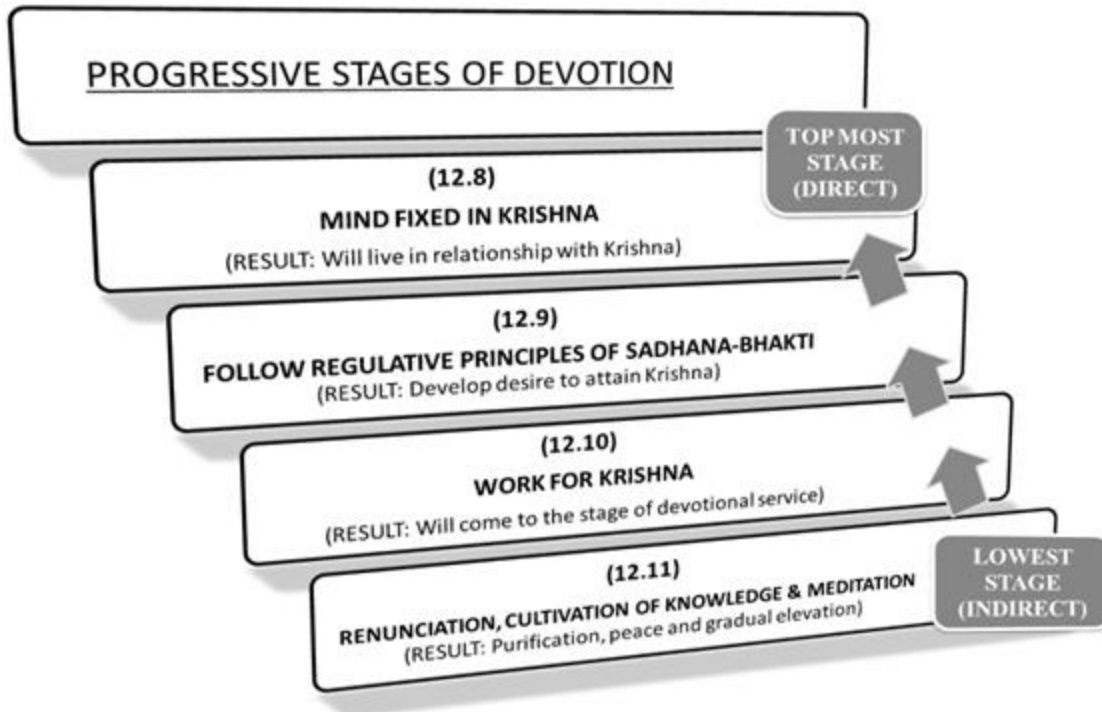 PROGRESSIVE STAGES OF DEVOTION
TOP MOST
STAGE
(DIRECT)
(12.8)
MIND FIXED IN KRISHNA
(RESULT: Will live in relationship with Krishna)
(12.9)
FOLLOW REGULATIVE PRINCIPLES OF SADHANA-BHAKTI
(RESULT: Develop desire to attain Krishna)
(12.10)
WORK FOR KRISHNA
(RESULT: Will come to the stage of devotional service)
(12.11)
RENUNCIATION, CULTIVATION OF KNOWLEDGE & MEDITATION
(RESULT: Purification, peace and gradual elevation)
LOWEST
STAGE
(INDIRECT)